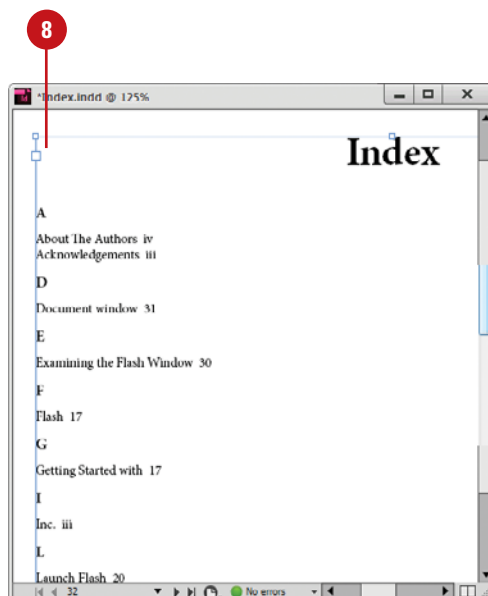 8
*Index.indd @ 125%
Index
A
About The Authors iv
Acknowledgements iii
D
Document window 31
E
Examining the Flash Window 30
F
Flash 17
G
Getting Started with 17
I
Inc. iii
L
Launch Flash 20
32
No errors